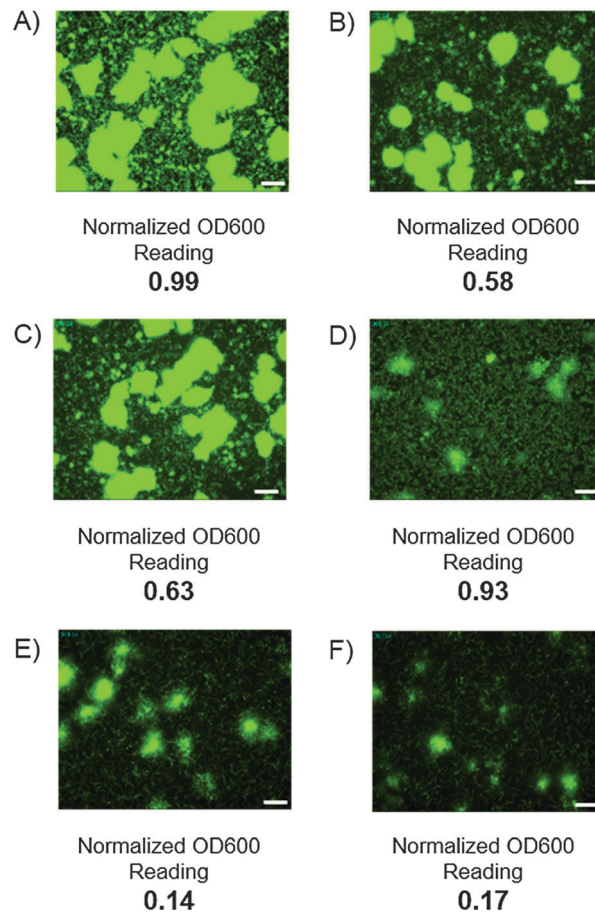 A)
B)
Normalized OD600
Reading
0.99
Normalized OD600
Reading
0.58
C)
D)
Normalized OD600
Reading
0.63
Normalized OD600
Reading
0.93
E)
F)
Normalized OD600
Reading
0.14
Normalized OD600
Reading
0.17